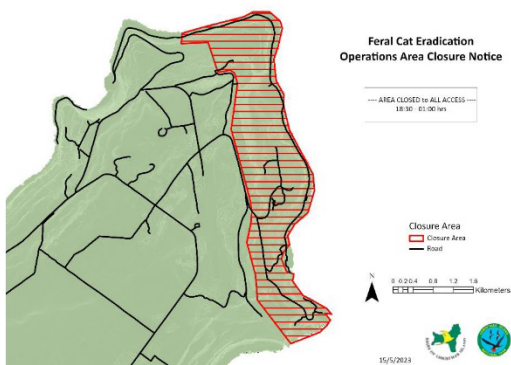 Feral Cat Eradication
Operations Area Closure Notice
---- AREA CLOSED to ALL ACCESS ----
18:30 - 01:00 hrs
Closure Area
Closure Area
Road
N
0 0.2 0.4 0.8 1.2 1.6
Kilometers
15/5/2023